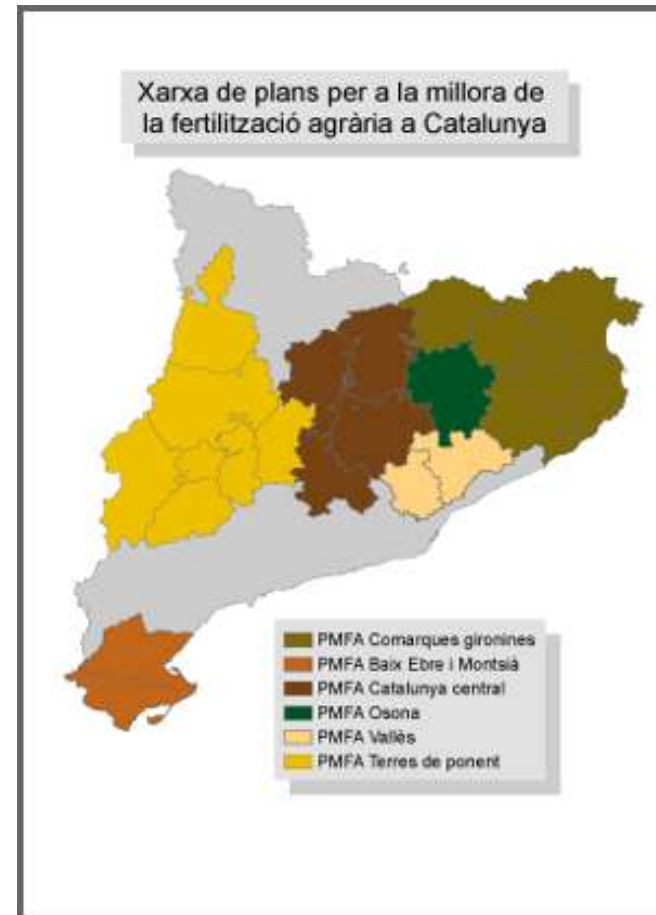 Xarxa de plans per a la millora de
la fertilització agrària a Catalunya
PMFA Comarques gironines
PMFA Baix Ebre i Montsià
PMFA Catalunya central
PMFA Osona
PMFA Vallès
PMFA Terres de ponent